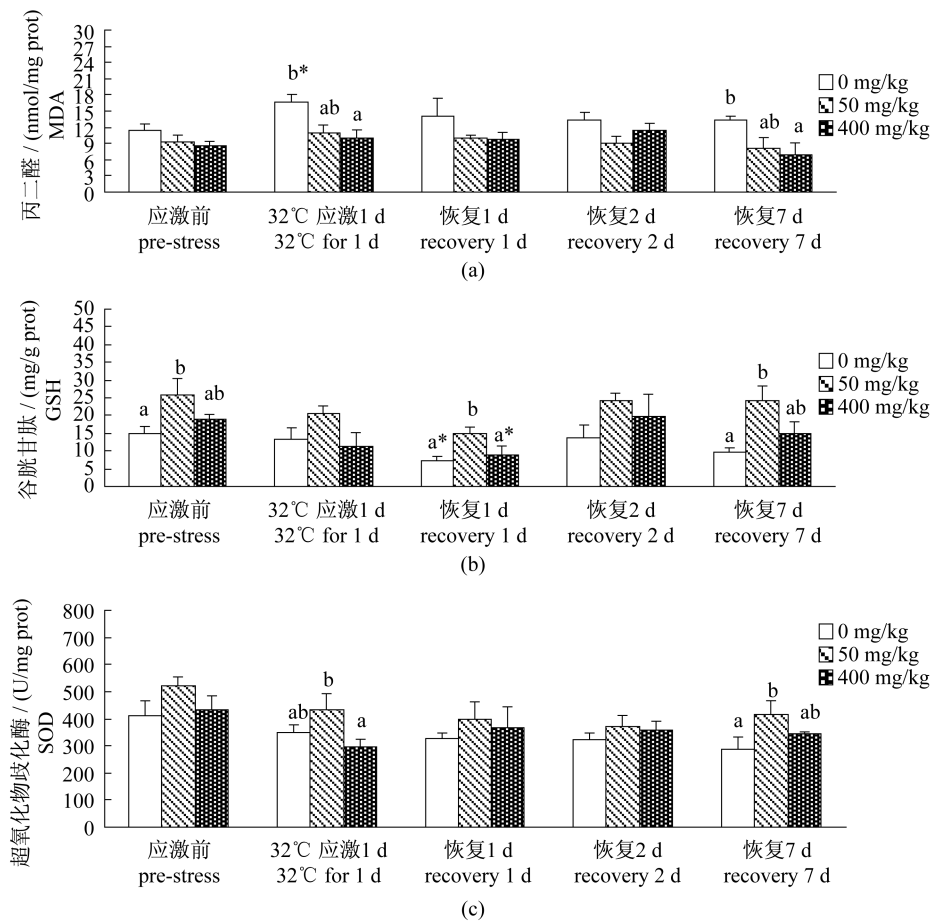 丙二醛 / (nmol/mg prot)
MDA
30
27
24
21
18
15
12
9
6
3
0
b*
ab
a
b
ab
a
0 mg/kg
50 mg/kg
400 mg/kg
应激前
pre-stress
32℃ 应激1 d
32℃ for 1 d
恢复1 d
recovery 1 d
恢复2 d
recovery 2 d
恢复7 d
recovery 7 d
(a)
谷胱甘肽 / (mg/g prot)
GSH
50
45
40
35
30
25
20
15
10
5
0
a
b
ab
a*
b
a*
a
b
ab
0 mg/kg
50 mg/kg
400 mg/kg
应激前
pre-stress
32℃ 应激1 d
32℃ for 1 d
恢复1 d
recovery 1 d
恢复2 d
recovery 2 d
恢复7 d
recovery 7 d
(b)
超氧化物歧化酶 / (U/mg prot)
SOD
800
700
600
500
400
300
200
100
0
ab
b
a
a
b
ab
0 mg/kg
50 mg/kg
400 mg/kg
应激前
pre-stress
32℃ 应激1 d
32℃ for 1 d
恢复1 d
recovery 1 d
恢复2 d
recovery 2 d
恢复7 d
recovery 7 d
(c)